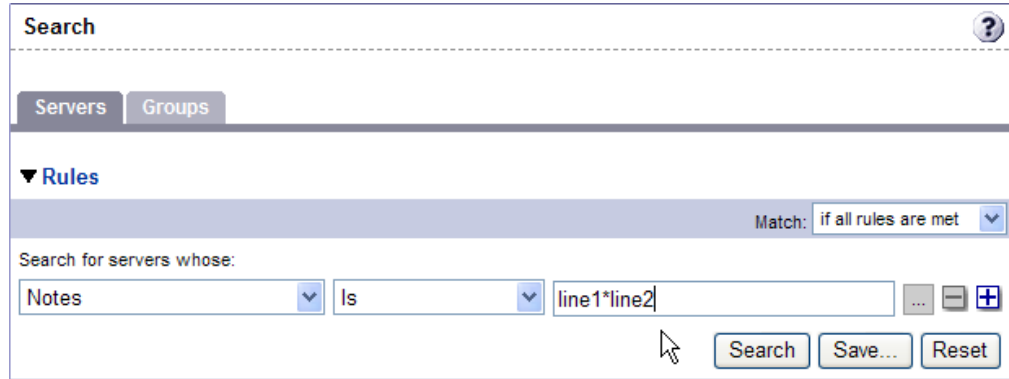 Search ?
Servers Groups
Rules
Match: if all rules are met
Search for servers whose:
Notes Is line1*line2 ...
Search Save... Reset